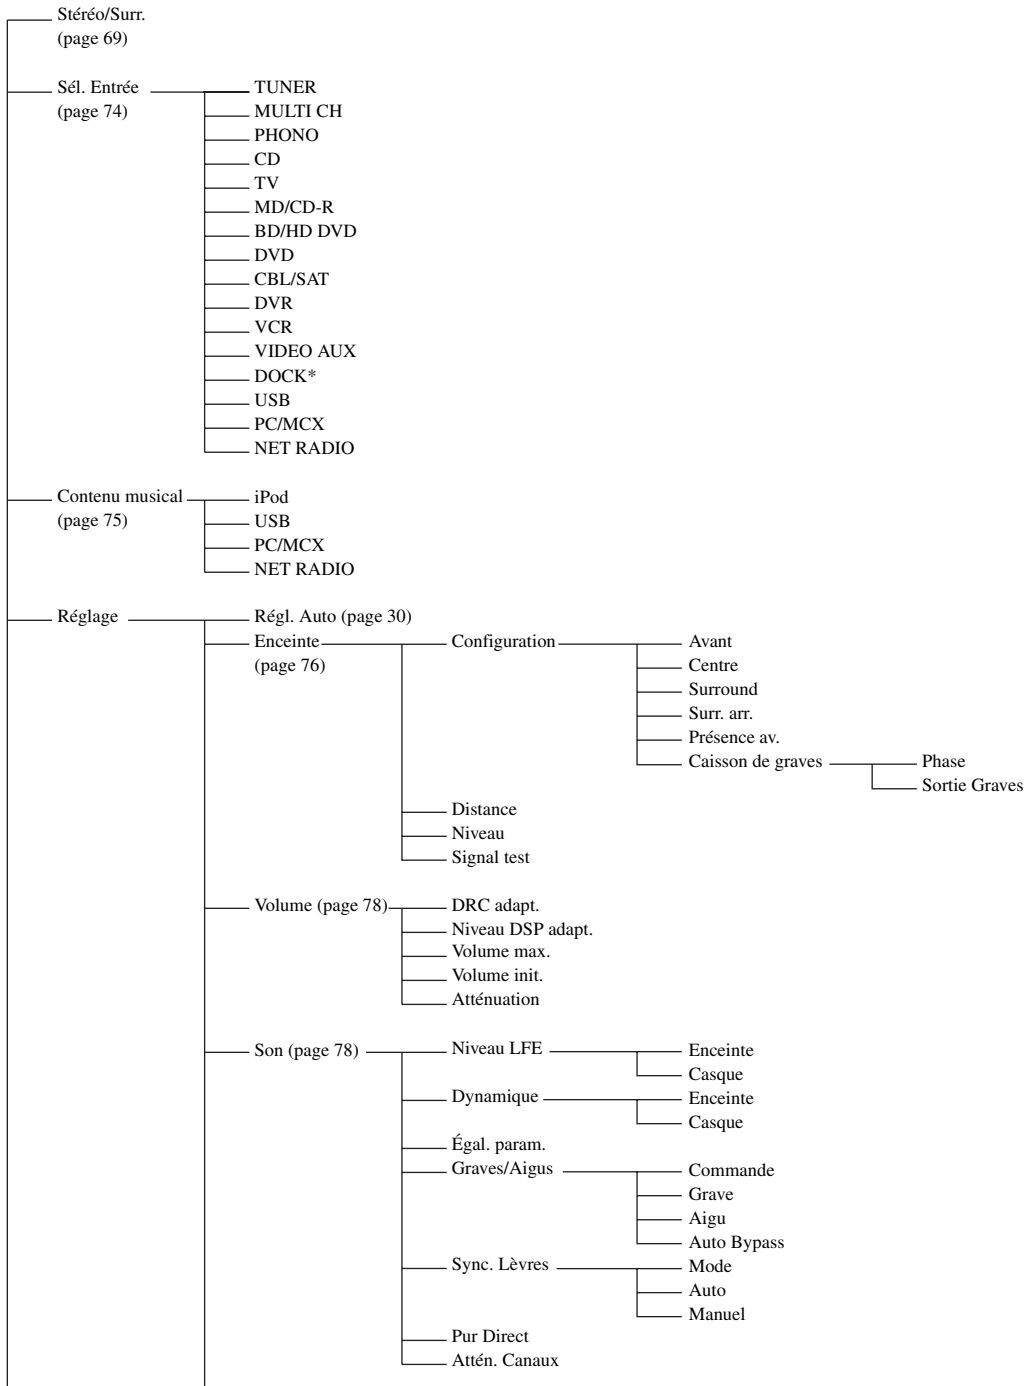 Stéréo/Surr.
(page 69)
Sél. Entrée
(page 74)
TUNER
MULTI CH
PHONO
CD
TV
MD/CD-R
BD/HD DVD
DVD
CBL/SAT
DVR
VCR
VIDEO AUX
DOCK*
USB
PC/MCX
NET RADIO
Contenu musical
(page 75)
iPod
USB
PC/MCX
NET RADIO
Réglage
Régl. Auto (page 30)
Enceinte
(page 76)
Configuration
Avant
Centre
Surround
Surr. arr.
Présence av.
Caisson de graves
Phase
Sortie Graves
Distance
Niveau
Signal test
Volume (page 78)
DRC adapt.
Niveau DSP adapt.
Volume max.
Volume init.
Atténuation
Son (page 78)
Niveau LFE
Enceinte
Casque
Dynamique
Enceinte
Casque
Égal. param.
Graves/Aigus
Commande
Grave
Aigu
Auto Bypass
Sync. Lèvres
Mode
Auto
Manuel
Pur Direct
Attén. Canaux